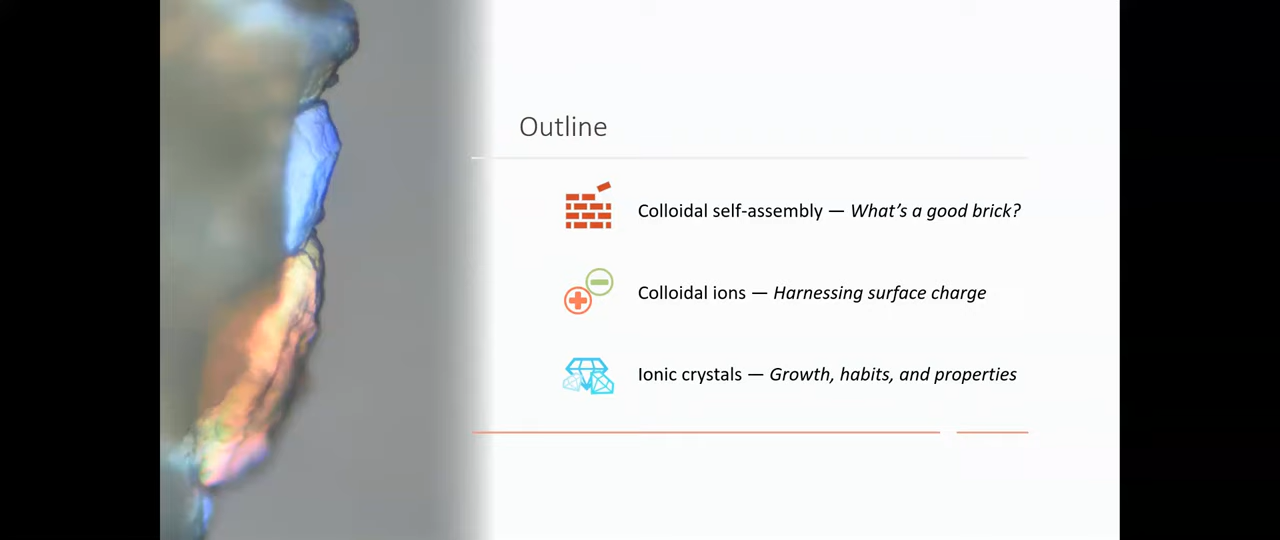 Outline
Colloidal self-assembly — What’s a good brick?
Colloidal ions — Harnessing surface charge
Ionic crystals — Growth, habits, and properties